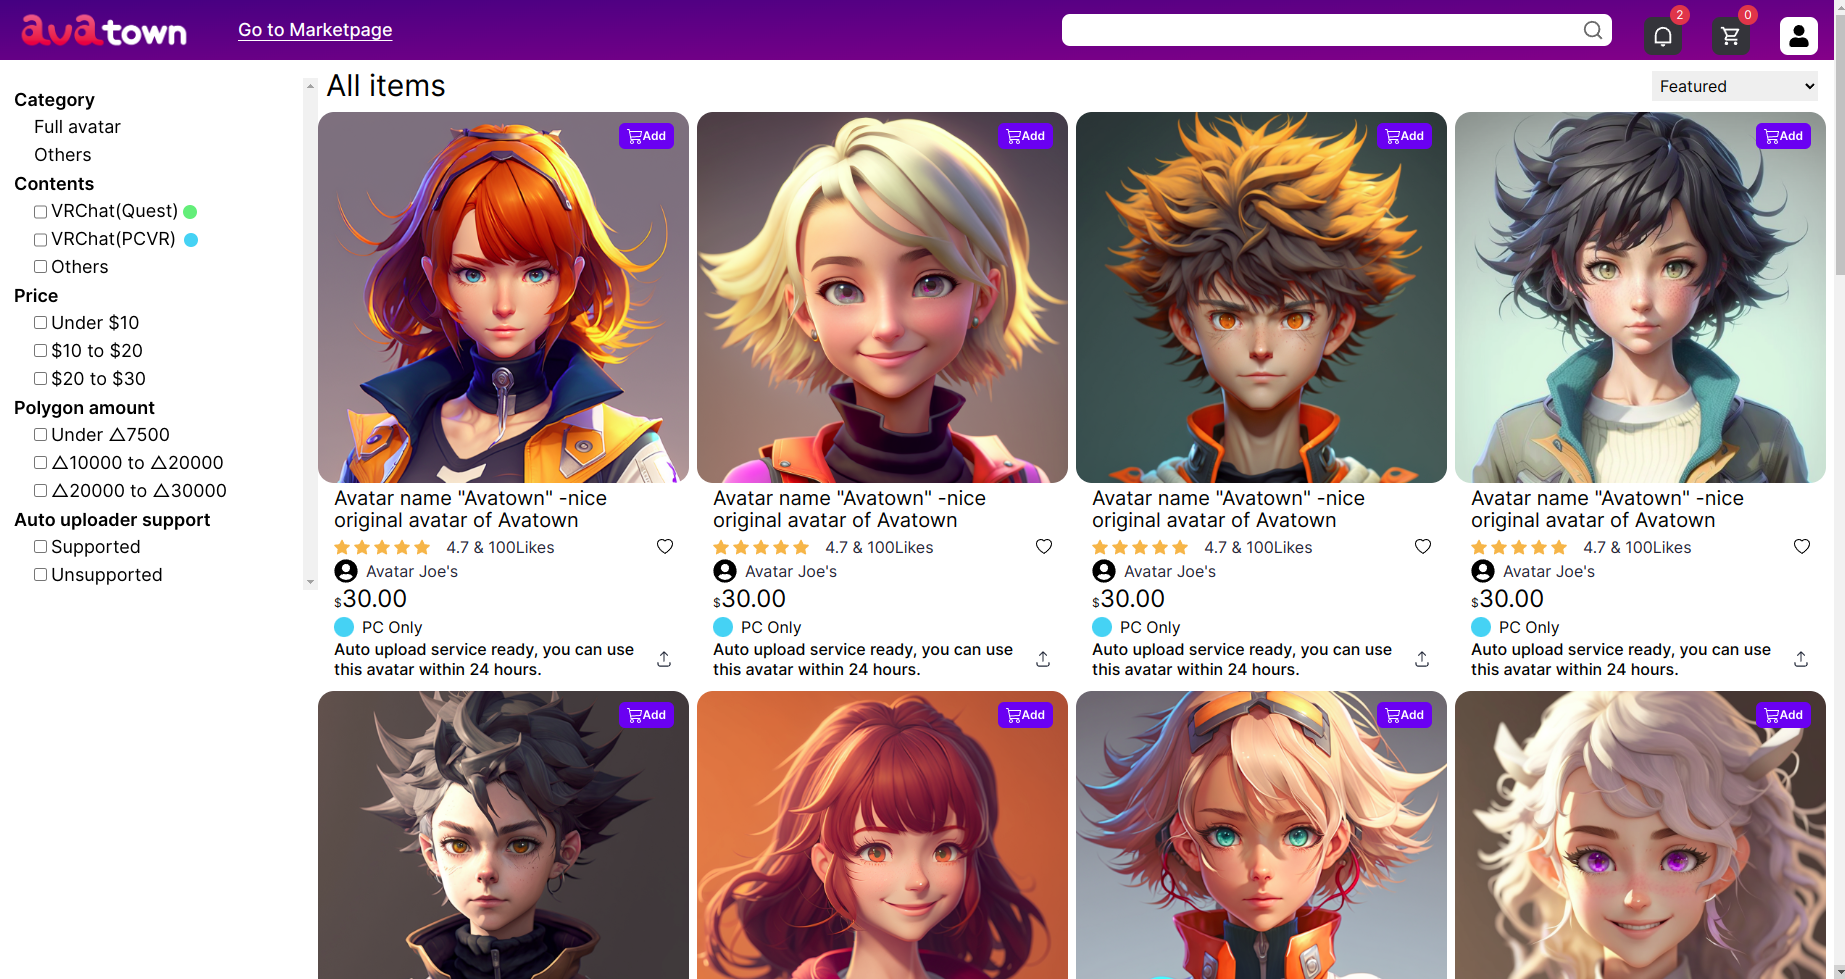 avatown
Go to Marketpage
2
0
Category
Full avatar
Others
Contents
VRChat(Quest)
VRChat(PCVR)
Others
Price
Under $10
$10 to $20
$20 to $30
Polygon amount
Under △7500
△10000 to △20000
△20000 to △30000
Auto uploader support
Supported
Unsupported
All items
Featured
Add
Avatar name "Avatown" -nice
original avatar of Avatown
4.7 & 100Likes
Avatar Joe's
$30.00
PC Only
Auto upload service ready, you can use
this avatar within 24 hours.
Add
Avatar name "Avatown" -nice
original avatar of Avatown
4.7 & 100Likes
Avatar Joe's
$30.00
PC Only
Auto upload service ready, you can use
this avatar within 24 hours.
Add
Avatar name "Avatown" -nice
original avatar of Avatown
4.7 & 100Likes
Avatar Joe's
$30.00
PC Only
Auto upload service ready, you can use
this avatar within 24 hours.
Add
Avatar name "Avatown" -nice
original avatar of Avatown
4.7 & 100Likes
Avatar Joe's
$30.00
PC Only
Auto upload service ready, you can use
this avatar within 24 hours.
Add
Add
Add
Add